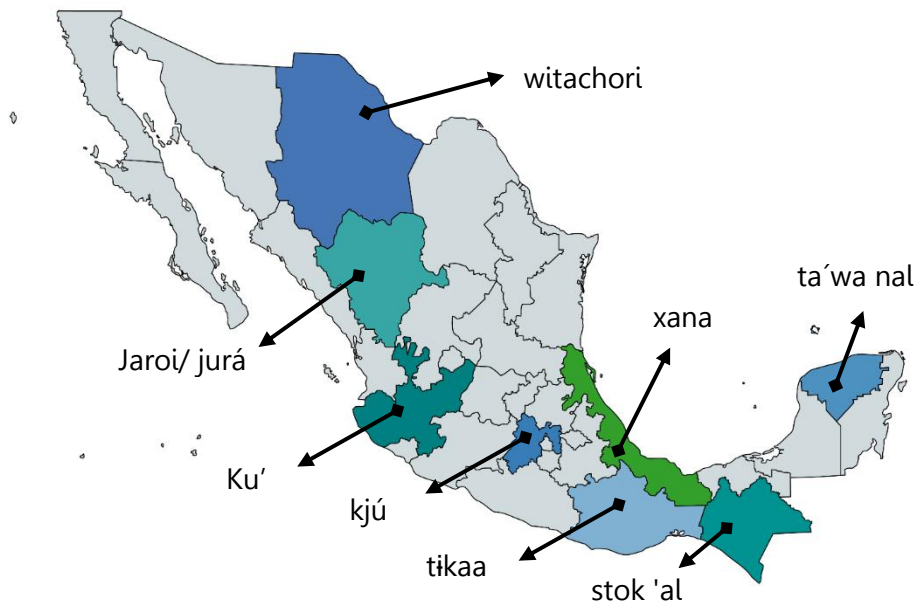 witachori
ta´wa nal
xana
Jaroi/ jurá
Ku’
kjú
tɨkaa
stok 'al